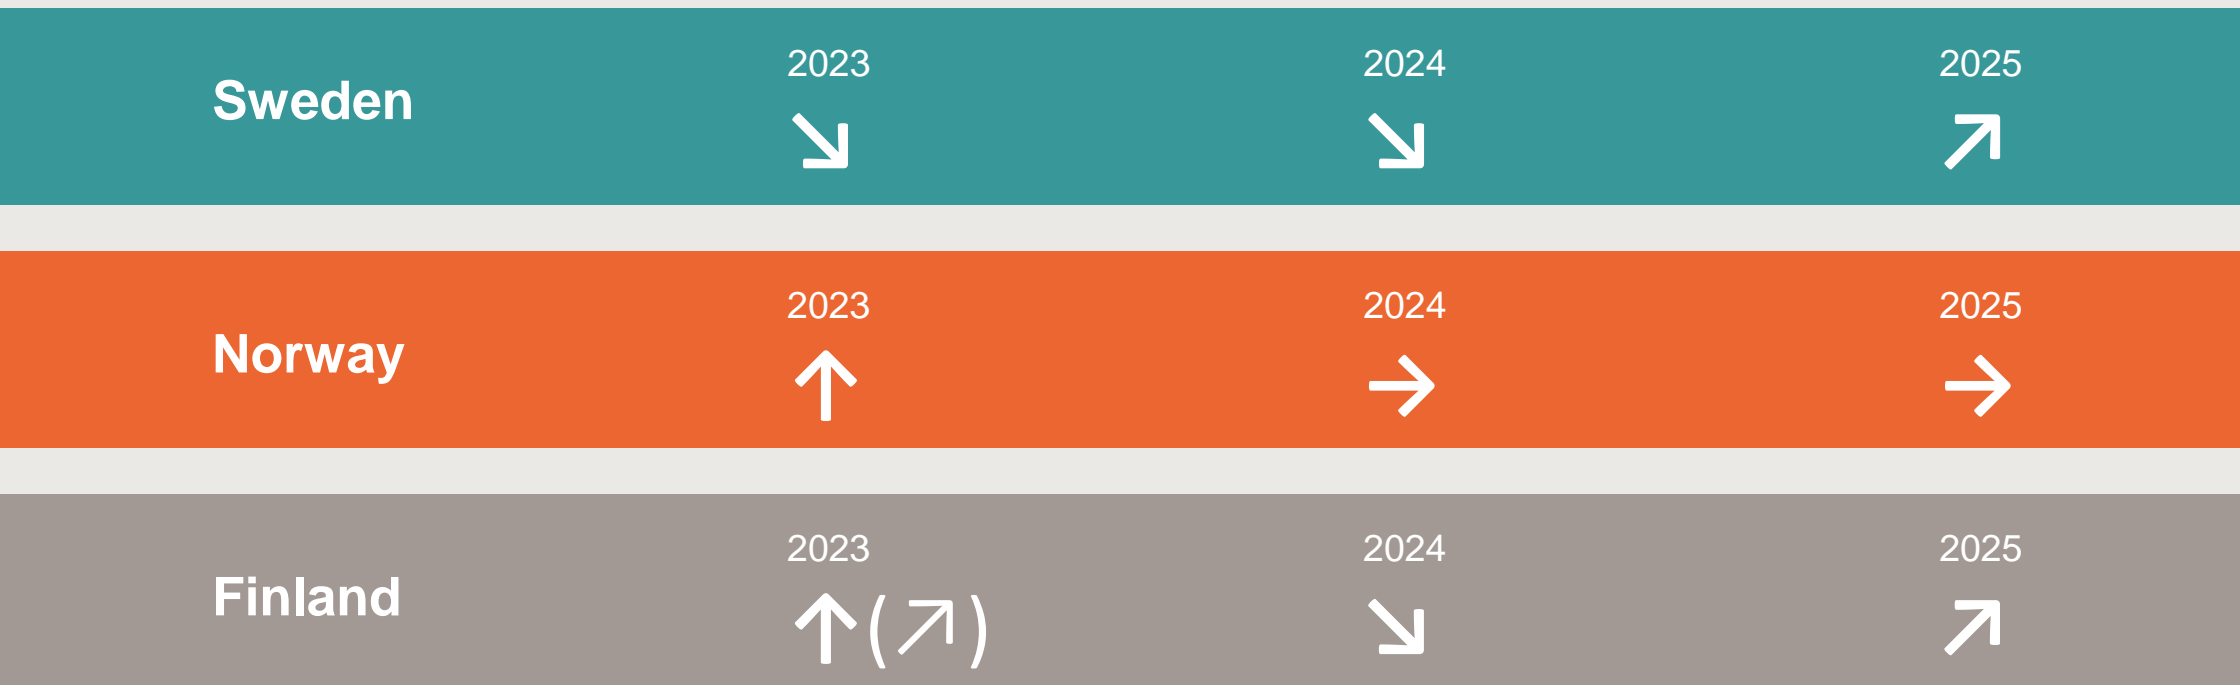 2023 2024 2025
Sweden
↘ ↘ ↗
2023 2024 2025
Norway
↑ → →
2023 2024 2025
Finland
↑(↗) ↘ ↗